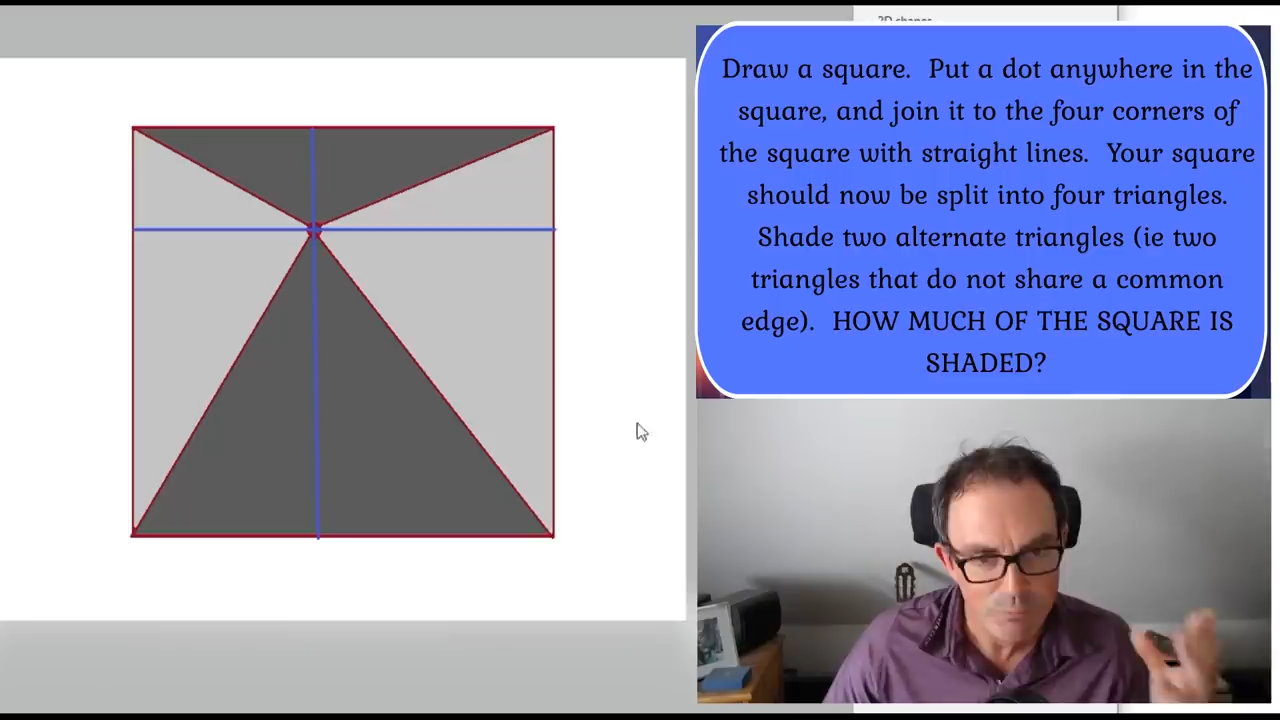 2D shapes
Draw a square. Put a dot anywhere in the
square, and join it to the four corners of
the square with straight lines. Your square
should now be split into four triangles.
Shade two alternate triangles (ie two
triangles that do not share a common
edge). HOW MUCH OF THE SQUARE IS
SHADED?